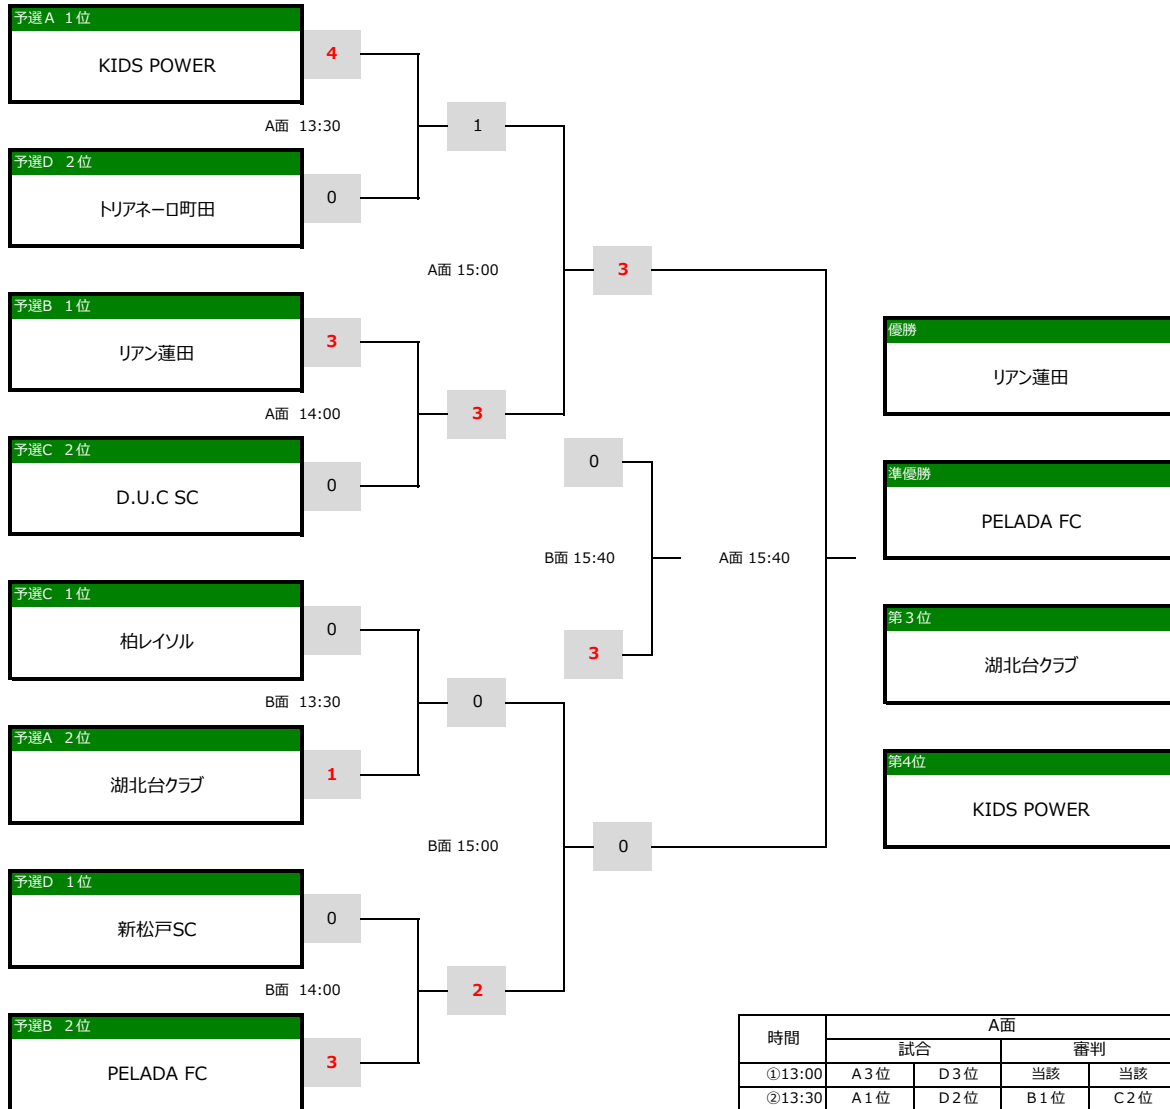 予選A 1位
KIDS POWER
4
A面 13:30
1
予選D 2位
トリアネーロ町田
0
A面 15:00
3
予選B 1位
リアン蓮田
3
A面 14:00
3
予選C 2位
D.U.C SC
0
0
B面 15:40
A面 15:40
3
予選C 1位
柏レイソル
0
B面 13:30
0
予選A 2位
湖北台クラブ
1
B面 15:00
0
予選D 1位
新松戸SC
0
B面 14:00
2
予選B 2位
PELADA FC
3
優勝
リアン蓮田
準優勝
PELADA FC
第3位
湖北台クラブ
第4位
KIDS POWER
時間 A面
試合 審判
①13:00 A3位 D3位 当該 当該
②13:30 A1位 D2位 B1位 C2位